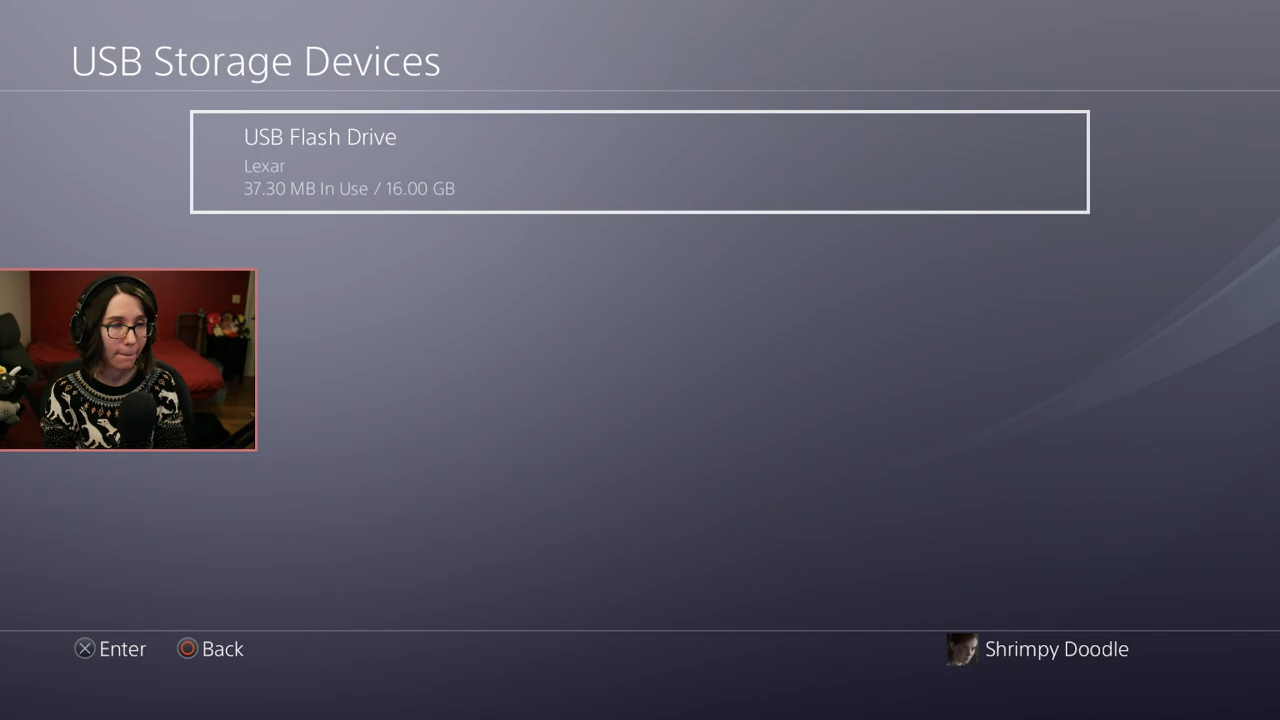 USB Storage Devices
USB Flash Drive
Lexar
37.30 MB In Use / 16.00 GB
Enter
Back
Shrimpy Doodle